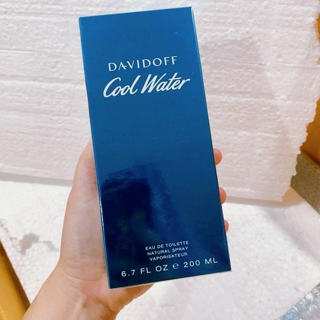 DAVIDOFF
Cool Water
EAU DE TOILETTE
NATURAL SPRAY
VAPORISATEUR
6.7 FL OZ ℮ 200 ML